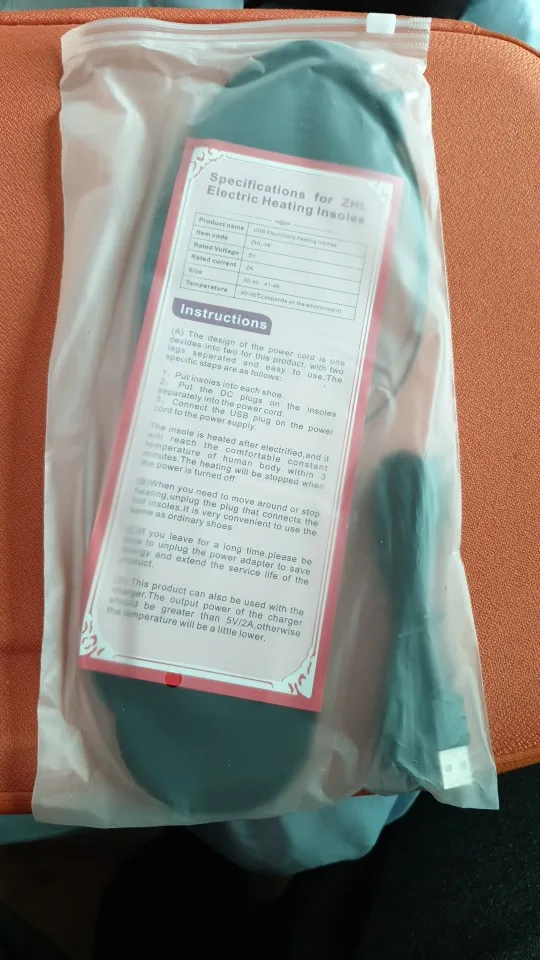 Specifications for ZHL
Electric Heating Insoles
Product name USB Electrically heating insoles
Item code
Rated Voltage 5V
Rated current 2A
Size 41-46
Temperature (depends on the environment)
Instructions
(A) The design of the power cord is one
devides into two for this product, with two
legs separated and easy to use.The
specific steps are as follows:
1. Put insoles into each shoe.
2. Put the DC plugs on the insoles
separately into the power cord.
3. Connect the USB plug on the power
cord to the power supply.
The insole is heated after electrified,and it
will reach the comfortable constant
temperature of human body within 3
minutes.The heating will be stopped when
the power is turned off.
(B)When you need to move around or stop
heating,unplug the plug that connects the
insoles.It is very convenient to use the
same as ordinary shoes
(C)If you leave for a long time,please be
sure to unplug the power adapter to save
energy and extend the service life of the
product.
(D) This product can also be used with the
charger.The output power of the charger
should be greater than 5V/2A,otherwise
the temperature will be a little lower.